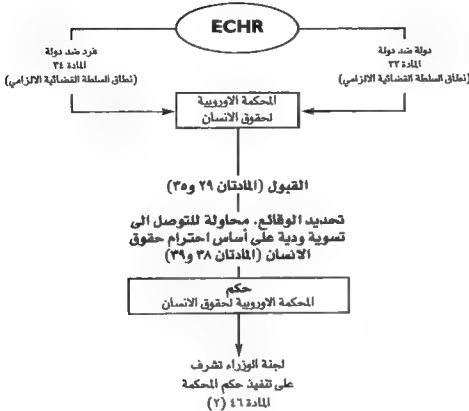 ECHR
دولة ضد دولة
المادة ٣٣
(نطاق السلطة القضائية الالزامي)
فرد ضد دولة
المادة ٣٤
(نطاق السلطة القضائية الالزامي)
المحكمة الاوروبية
لحقوق الانسان
القبول (المادتان ٢٩ و٣٥)
تحديد الوقائع. محاولة للتوصل الى
تسوية ودية على أساس احترام حقوق
الانسان (المادتان ٣٨ و٣٩)
حكم
المحكمة الاوروبية لحقوق الانسان
لجنة الوزراء تشرف
على تنفيذ حكم المحكمة
المادة ٤٦ (٢)